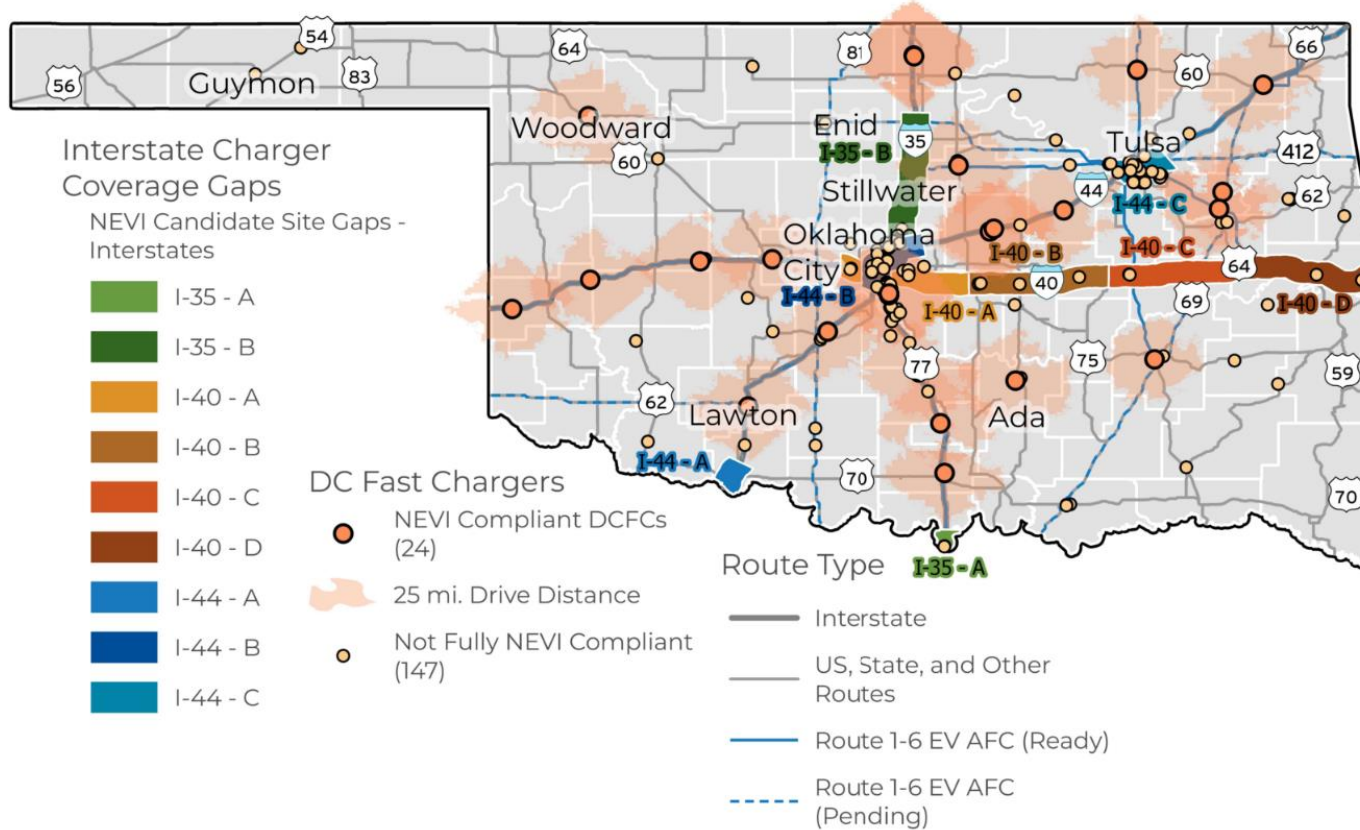 54
64
81
66
56
83
60
Guymon
Woodward
Enid
35
Tulsa
412
60
I-35 - B
44
62
Stillwater
I-44 - C
Oklahoma
City
I-40 - B
I-40 - C
64
I-44 - B
40
I-40 - A
69
I-40 - D
77
75
59
62
Lawton
Ada
I-44 - A
70
70
I-35 - A
Interstate Charger
Coverage Gaps
NEVI Candidate Site Gaps -
Interstates
I-35 - A
I-35 - B
I-40 - A
I-40 - B
I-40 - C
I-40 - D
I-44 - A
I-44 - B
I-44 - C
DC Fast Chargers
NEVI Compliant DCFCs
(24)
25 mi. Drive Distance
Not Fully NEVI Compliant
(147)
Route Type
Interstate
US, State, and Other
Routes
Route 1-6 EV AFC (Ready)
Route 1-6 EV AFC
(Pending)